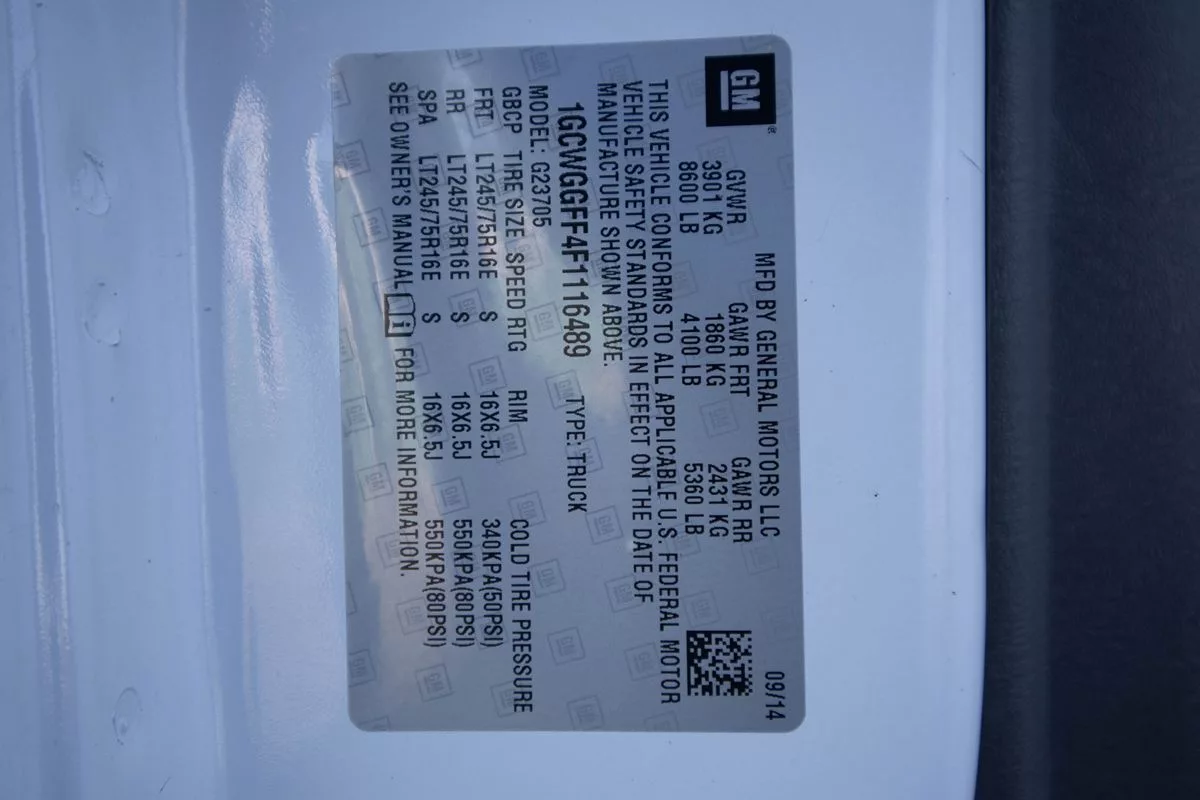 GM
MFD BY GENERAL MOTORS LLC 09/14
GVWR GAWR FRT GAWR RR
3901 KG 1860 KG 2431 KG
8600 LB 4100 LB 5360 LB
THIS VEHICLE CONFORMS TO ALL APPLICABLE U.S. FEDERAL MOTOR
VEHICLE SAFETY STANDARDS IN EFFECT ON THE DATE OF
MANUFACTURE SHOWN ABOVE.
1GCWGGFF4F1116489 TYPE: TRUCK
MODEL: G23705
GBCP TIRE SIZE SPEED RTG RIM COLD TIRE PRESSURE
FRT LT245/75R16E S 16X6.5J 340KPA(50PSI)
RR LT245/75R16E S 16X6.5J 550KPA(80PSI)
SPA LT245/75R16E S 16X6.5J 550KPA(80PSI)
SEE OWNER'S MANUAL i FOR MORE INFORMATION.